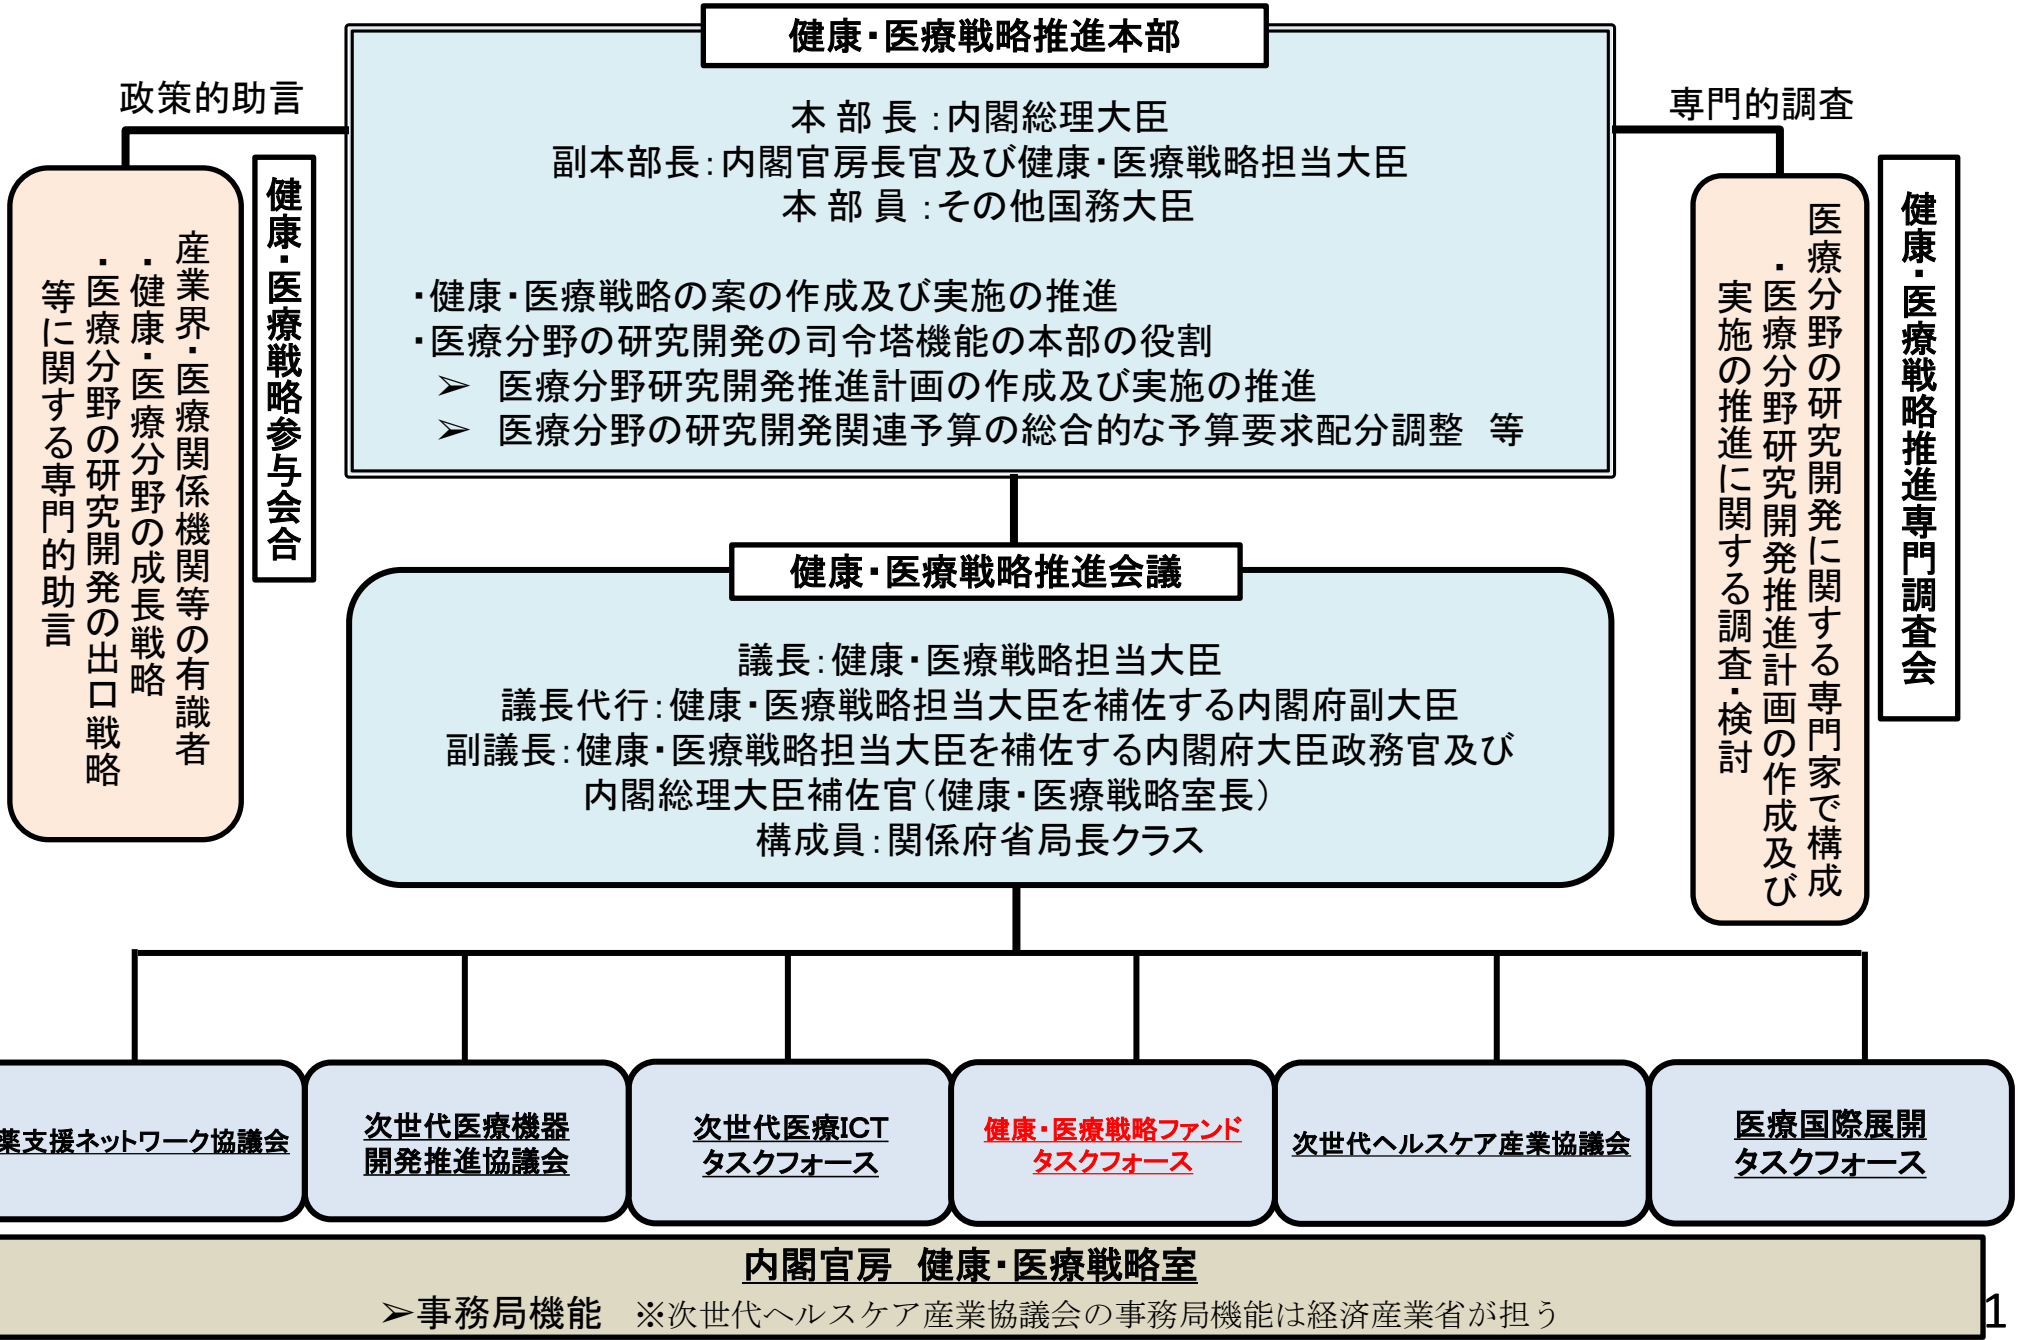 健康・医療戦略推進本部
政策的助言
専門的調査
本 部 長 ：内閣総理大臣
副本部長：内閣官房長官及び健康・医療戦略担当大臣
本 部 員 ：その他国務大臣
・健康・医療戦略の案の作成及び実施の推進
・医療分野の研究開発の司令塔機能の本部の役割
➢ 医療分野研究開発推進計画の作成及び実施の推進
➢ 医療分野の研究開発関連予算の総合的な予算要求配分調整　等
健康・医療戦略参与会合
産業界・医療関係機関等の有識者
・健康・医療分野の成長戦略
・医療分野の研究開発の出口戦略
等に関する専門的助言
健康・医療戦略推進専門調査会
医療分野の研究開発に関する専門家で構成
・医療分野研究開発推進計画の作成及び
実施の推進に関する調査・検討
健康・医療戦略推進会議
議長：健康・医療戦略担当大臣
議長代行：健康・医療戦略担当大臣を補佐する内閣府副大臣
副議長：健康・医療戦略担当大臣を補佐する内閣府大臣政務官及び
内閣総理大臣補佐官（健康・医療戦略室長）
構成員：関係府省局長クラス
薬支援ネットワーク協議会
次世代医療機器
開発推進協議会
次世代医療ICT
タスクフォース
健康・医療戦略ファンド
タスクフォース
次世代ヘルスケア産業協議会
医療国際展開
タスクフォース
内閣官房　健康・医療戦略室
➢事務局機能　※次世代ヘルスケア産業協議会の事務局機能は経済産業省が担う
1